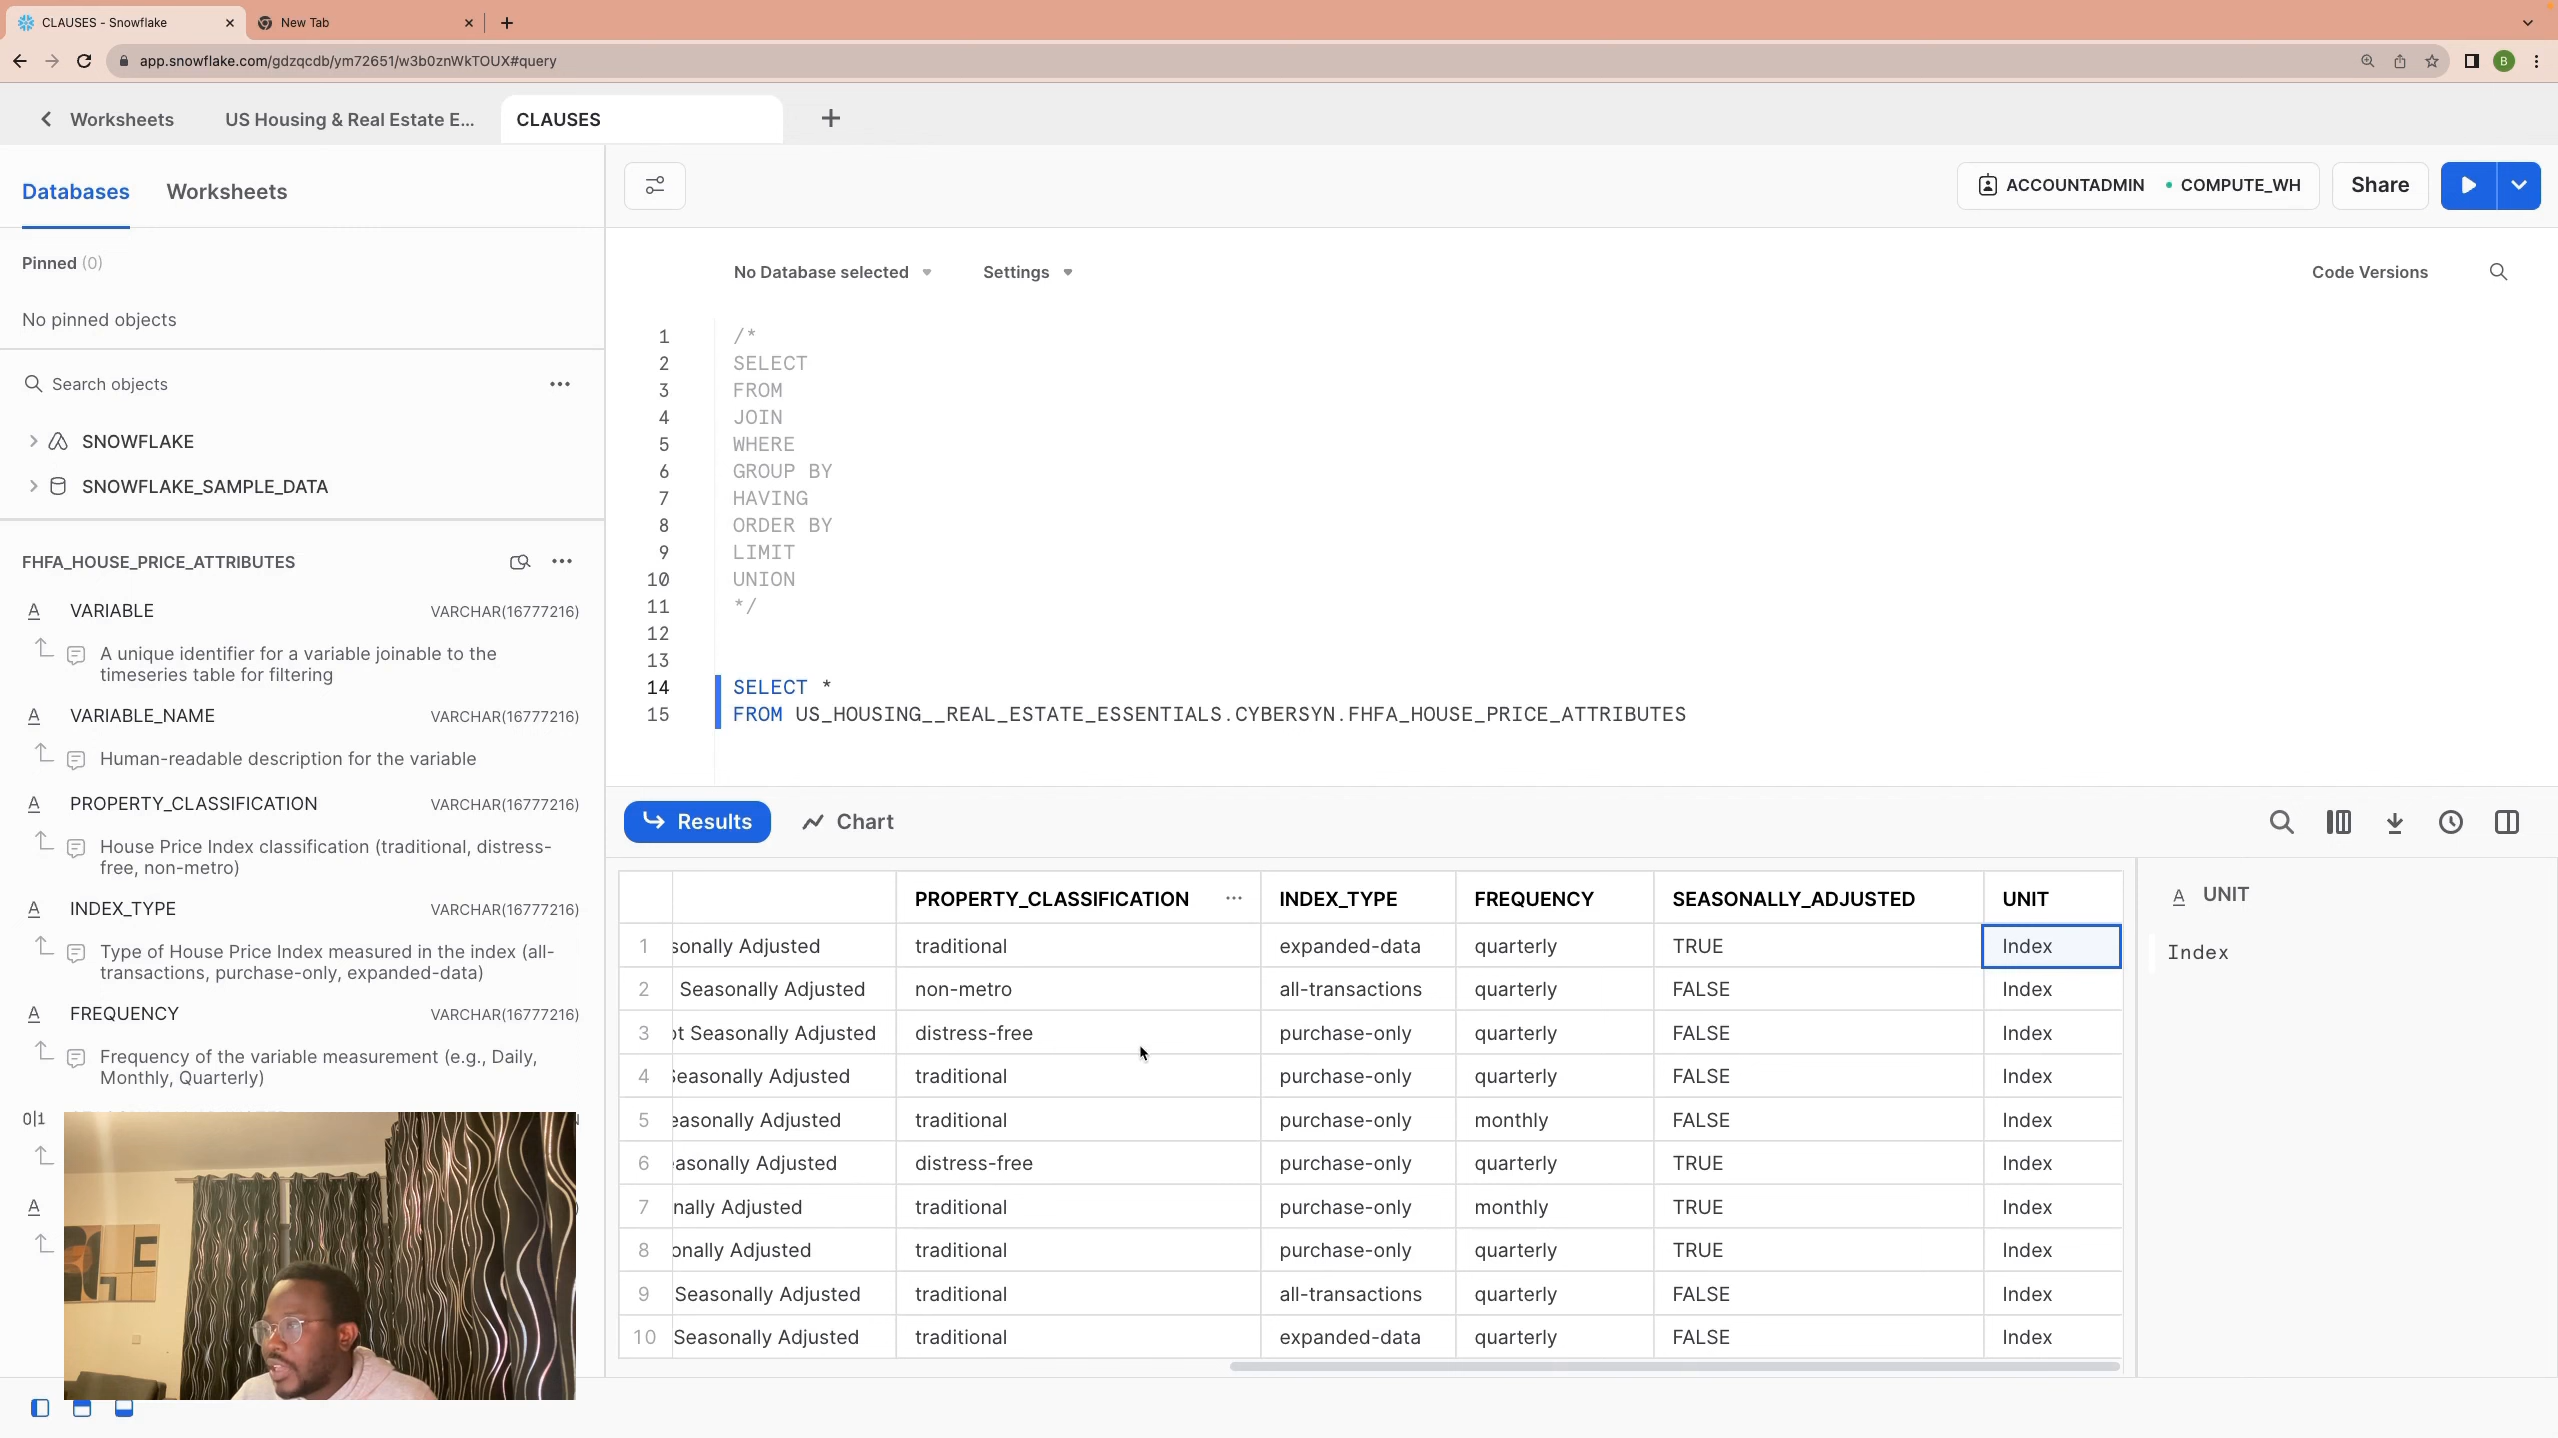 CLAUSES - Snowflake
New Tab
app.snowflake.com/gdzqcdb/ym72651/w3b0znWkTOUX#query
B
Worksheets
US Housing & Real Estate E...
CLAUSES
Databases
Worksheets
ACCOUNTADMIN
COMPUTE_WH
Share
Pinned (0)
No pinned objects
Search objects
SNOWFLAKE
SNOWFLAKE_SAMPLE_DATA
FHFA_HOUSE_PRICE_ATTRIBUTES
A VARIABLE VARCHAR(16777216)
A unique identifier for a variable joinable to the
timeseries table for filtering
A VARIABLE_NAME VARCHAR(16777216)
Human-readable description for the variable
A PROPERTY_CLASSIFICATION VARCHAR(16777216)
House Price Index classification (traditional, distress-
free, non-metro)
A INDEX_TYPE VARCHAR(16777216)
Type of House Price Index measured in the index (all-
transactions, purchase-only, expanded-data)
A FREQUENCY VARCHAR(16777216)
Frequency of the variable measurement (e.g., Daily,
Monthly, Quarterly)
0|1
A
No Database selected
Settings
Code Versions
1 /*
2 SELECT
3 FROM
4 JOIN
5 WHERE
6 GROUP BY
7 HAVING
8 ORDER BY
9 LIMIT
10 UNION
11 */
12
13
14 SELECT *
15 FROM US_HOUSING__REAL_ESTATE_ESSENTIALS.CYBERSYN.FHFA_HOUSE_PRICE_ATTRIBUTES
Results
Chart
PROPERTY_CLASSIFICATION ... INDEX_TYPE FREQUENCY SEASONALLY_ADJUSTED UNIT
1 sonally Adjusted traditional expanded-data quarterly TRUE Index
2 Seasonally Adjusted non-metro all-transactions quarterly FALSE Index
3 ot Seasonally Adjusted distress-free purchase-only quarterly FALSE Index
4 Seasonally Adjusted traditional purchase-only quarterly FALSE Index
5 easonally Adjusted traditional purchase-only monthly FALSE Index
6 easonally Adjusted distress-free purchase-only quarterly TRUE Index
7 nally Adjusted traditional purchase-only monthly TRUE Index
8 onally Adjusted traditional purchase-only quarterly TRUE Index
9 Seasonally Adjusted traditional all-transactions quarterly FALSE Index
10 Seasonally Adjusted traditional expanded-data quarterly FALSE Index
A UNIT
Index